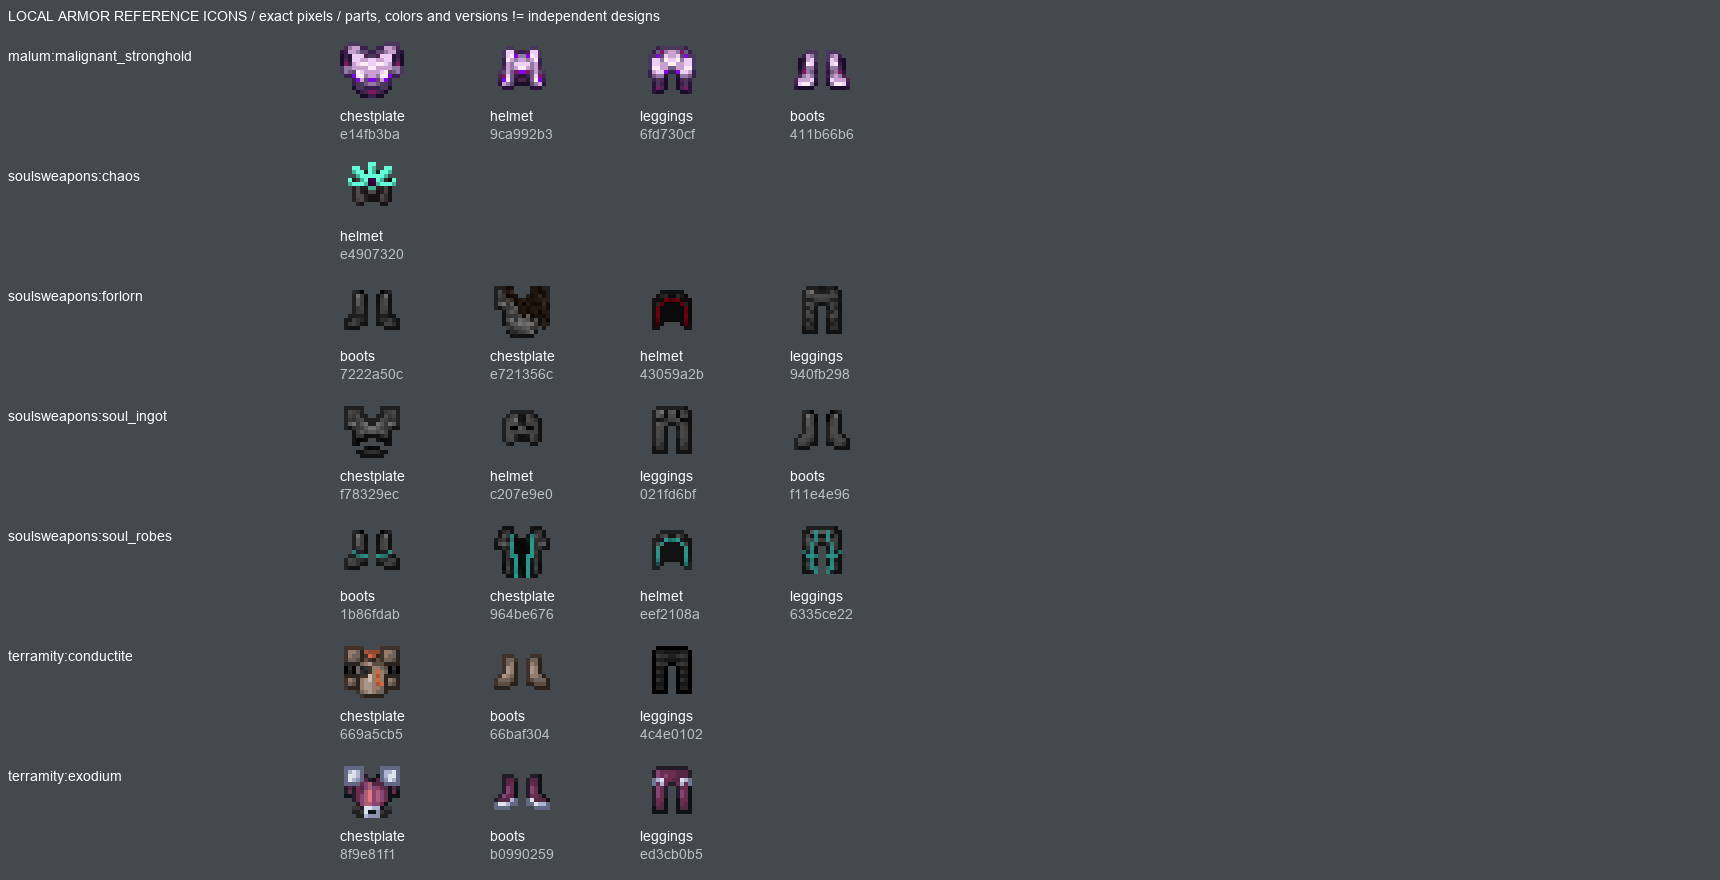 LOCAL ARMOR REFERENCE ICONS / exact pixels / parts, colors and versions != independent designs
malum:malignant_stronghold
chestplate helmet leggings boots
e14fb3ba 9ca992b3 6fd730cf 411b66b6
soulsweapons:chaos
helmet
e4907320
soulsweapons:forlorn
boots chestplate helmet leggings
7222a50c e721356c 43059a2b 940fb298
soulsweapons:soul_ingot
chestplate helmet leggings boots
f78329ec c207e9e0 021fd6bf f11e4e96
soulsweapons:soul_robes
boots chestplate helmet leggings
1b86fdab 964be676 eef2108a 6335ce22
terramity:conductite
chestplate boots leggings
669a5cb5 66baf304 4c4e0102
terramity:exodium
chestplate boots leggings
8f9e81f1 b0990259 ed3cb0b5